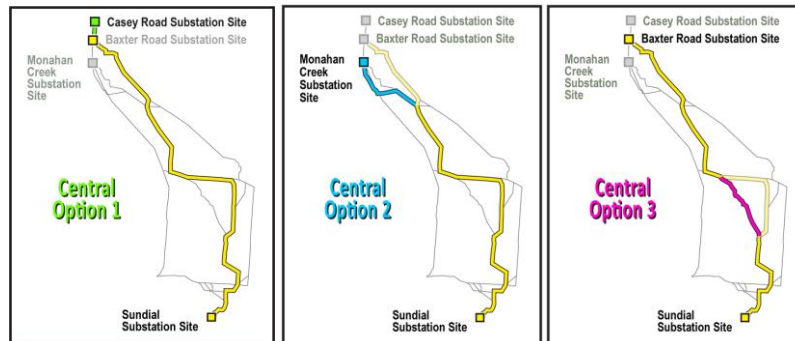 Casey Road Substation Site
Baxter Road Substation Site
Monahan
Creek
Substation
Site
Central
Option 1
Sundial
Substation Site
Casey Road Substation Site
Baxter Road Substation Site
Monahan
Creek
Substation
Site
Central
Option 2
Sundial
Substation Site
Casey Road Substation Site
Baxter Road Substation Site
Monahan
Creek
Substation
Site
Central
Option 3
Sundial
Substation Site